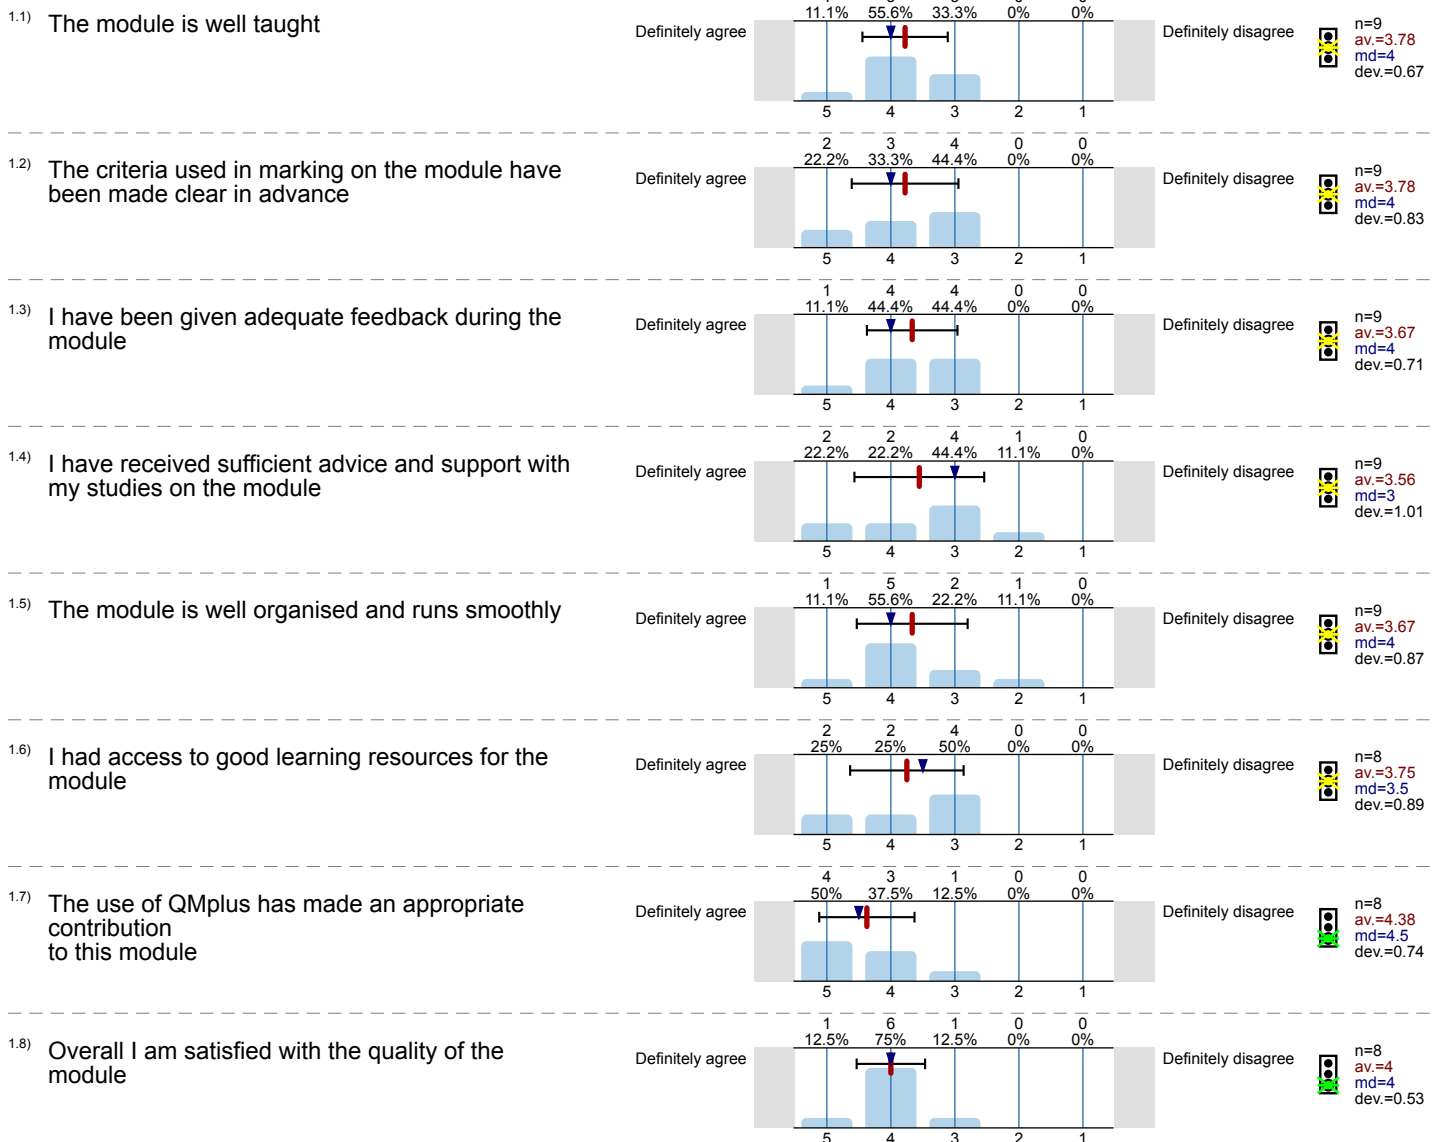 11.1% 55.6% 33.3% 0% 0%
1.1) The module is well taught
Definitely agree
Definitely disagree
n=9
av.=3.78
md=4
dev.=0.67
5 4 3 2 1
2 3 4 0 0
22.2% 33.3% 44.4% 0% 0%
1.2) The criteria used in marking on the module have
been made clear in advance
Definitely agree
Definitely disagree
n=9
av.=3.78
md=4
dev.=0.83
5 4 3 2 1
1 4 4 0 0
11.1% 44.4% 44.4% 0% 0%
1.3) I have been given adequate feedback during the
module
Definitely agree
Definitely disagree
n=9
av.=3.67
md=4
dev.=0.71
5 4 3 2 1
2 2 4 1 0
22.2% 22.2% 44.4% 11.1% 0%
1.4) I have received sufficient advice and support with
my studies on the module
Definitely agree
Definitely disagree
n=9
av.=3.56
md=3
dev.=1.01
5 4 3 2 1
1 5 2 1 0
11.1% 55.6% 22.2% 11.1% 0%
1.5) The module is well organised and runs smoothly
Definitely agree
Definitely disagree
n=9
av.=3.67
md=4
dev.=0.87
5 4 3 2 1
2 2 4 0 0
25% 25% 50% 0% 0%
1.6) I had access to good learning resources for the
module
Definitely agree
Definitely disagree
n=8
av.=3.75
md=3.5
dev.=0.89
5 4 3 2 1
4 3 1 0 0
50% 37.5% 12.5% 0% 0%
1.7) The use of QMplus has made an appropriate
contribution
to this module
Definitely agree
Definitely disagree
n=8
av.=4.38
md=4.5
dev.=0.74
5 4 3 2 1
1 6 1 0 0
12.5% 75% 12.5% 0% 0%
1.8) Overall I am satisfied with the quality of the
module
Definitely agree
Definitely disagree
n=8
av.=4
md=4
dev.=0.53
5 4 3 2 1